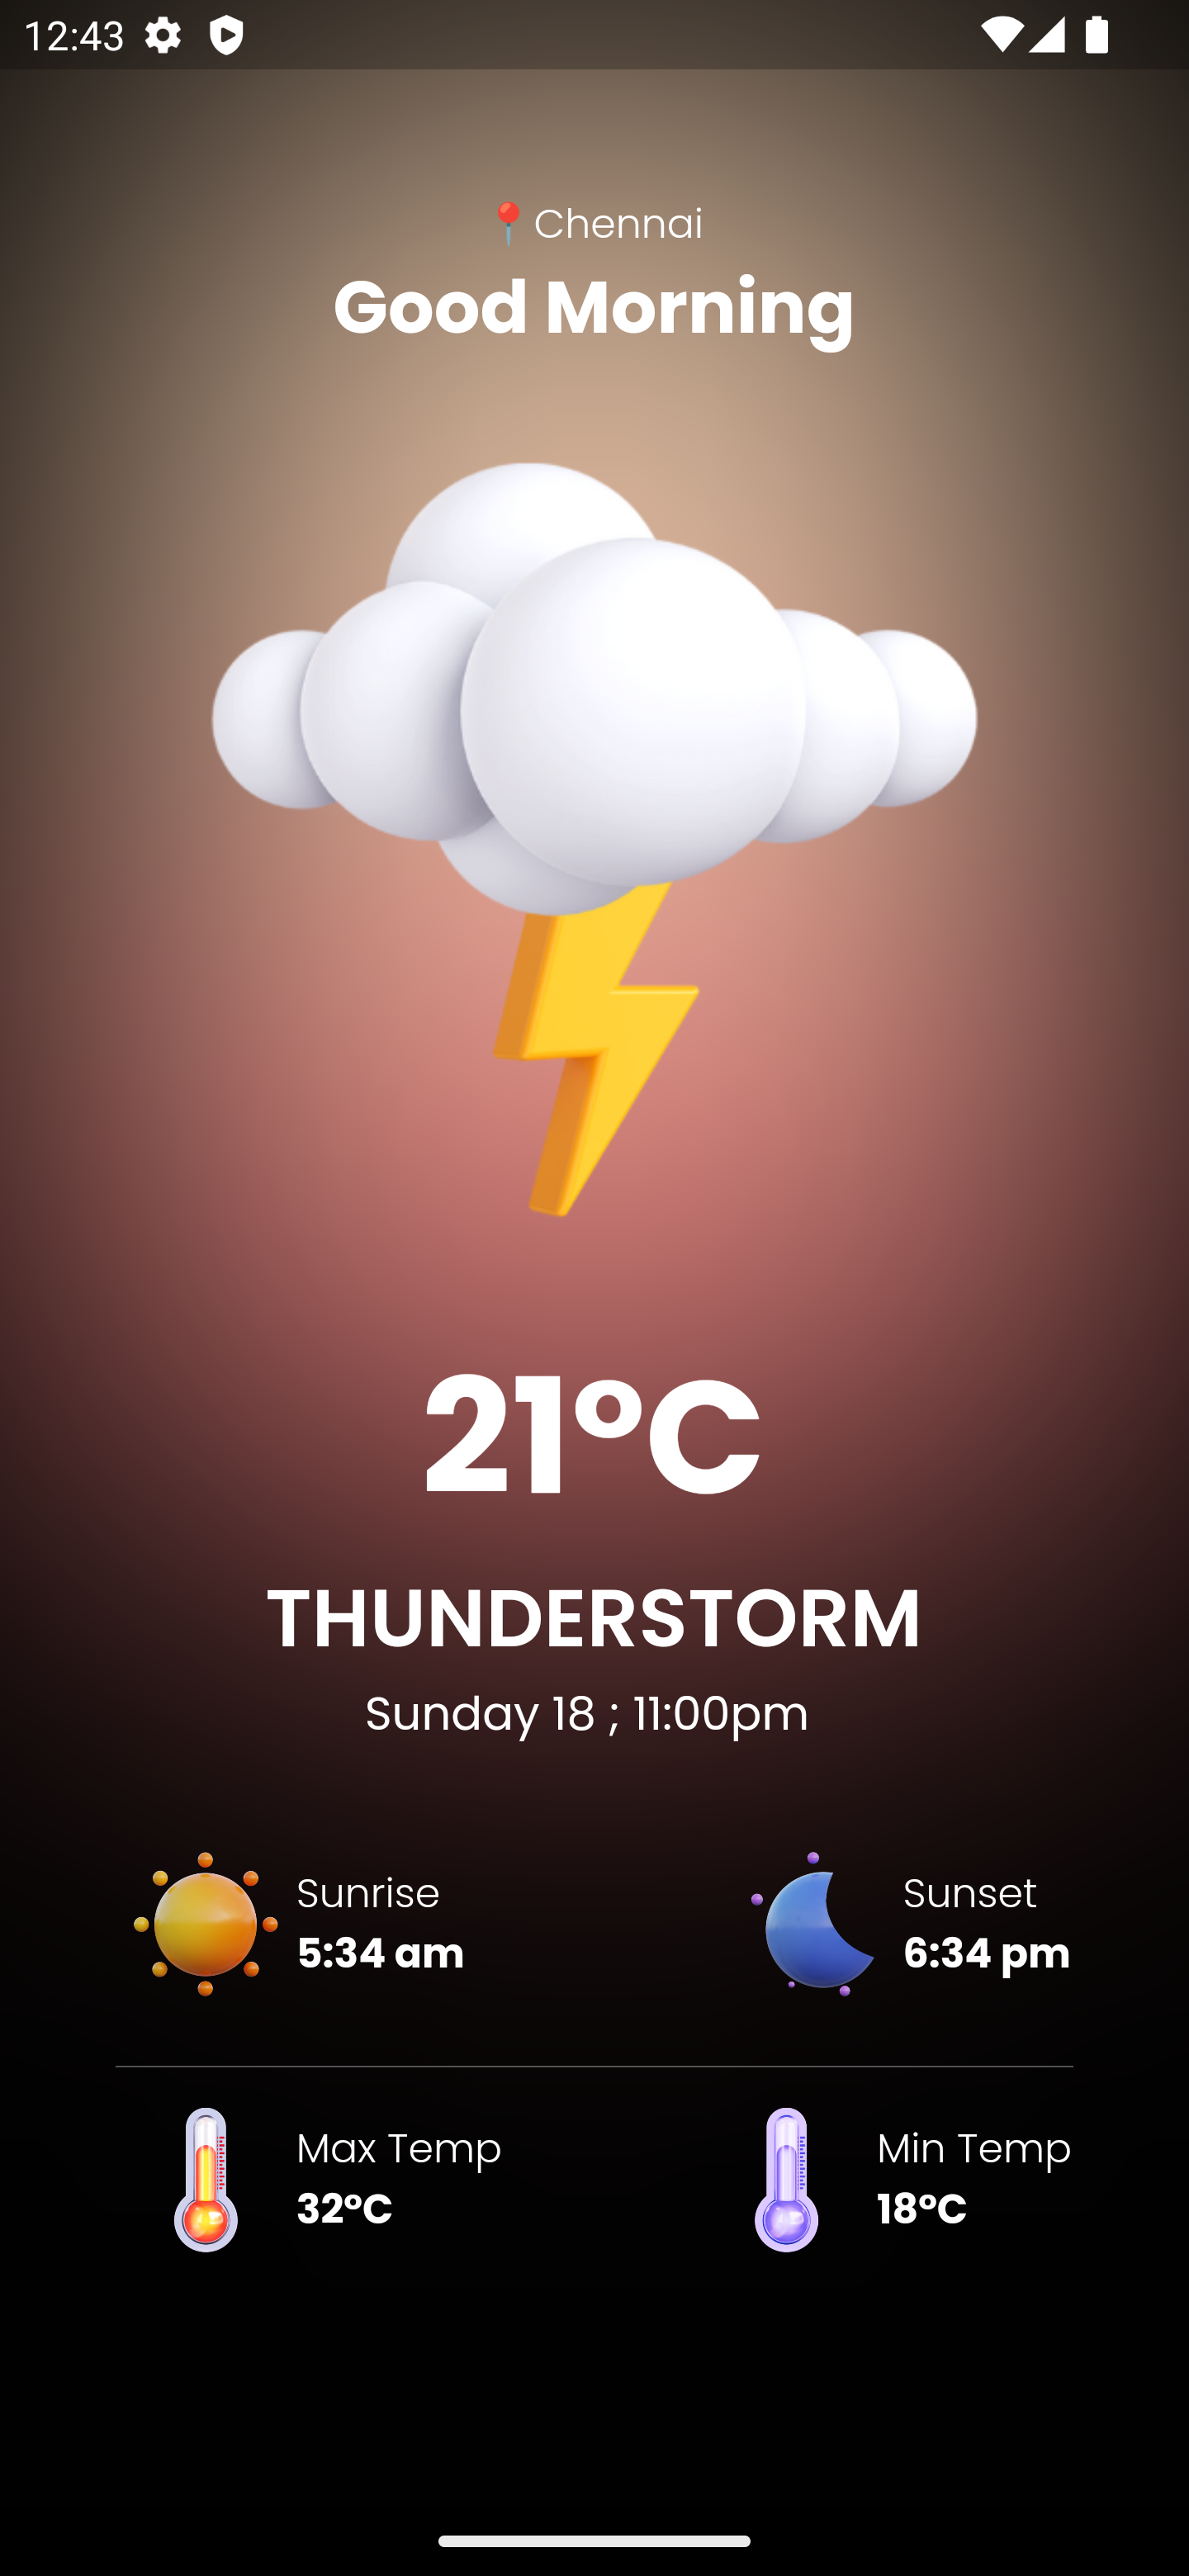 12:43
📍Chennai
Good Morning
21°C
THUNDERSTORM
Sunday 18 ; 11:00pm
Sunrise
5:34 am
Sunset
6:34 pm
Max Temp
32°C
Min Temp
18°C